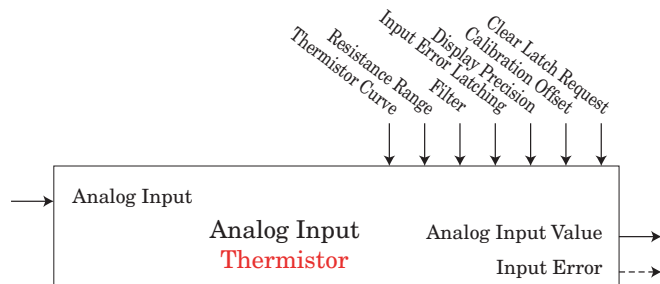 Thermistor Curve
Resistance Range
Filter
Input Error Latching
Display Precision
Calibration Offset
Clear Latch Request
Analog Input
Analog Input
Thermistor
Analog Input Value
Input Error